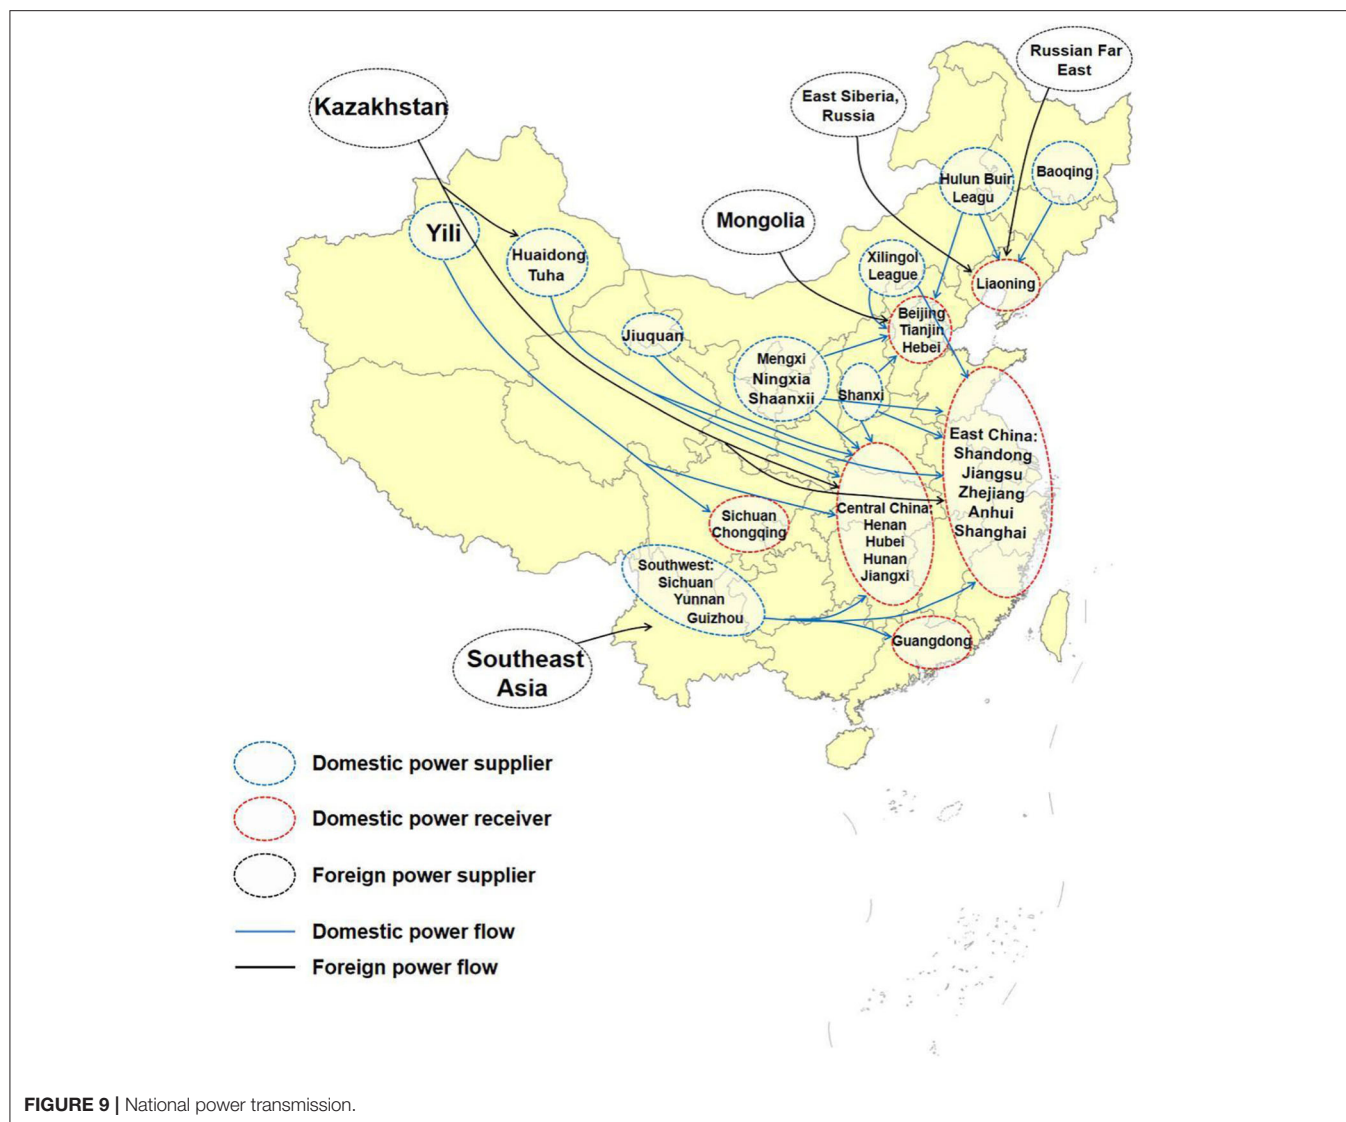 Russian Far
East
Kazakhstan
East Siberia,
Russia
Hulun Buir
Leagu
Baoqing
Mongolia
Yili
Huaidong
Tuha
Xilingol
League
Liaoning
Beijing
Tianjin
Hebei
Jiuquan
Mengxi
Ningxia
Shaanxii
Shanxi
East China:
Shandong
Jiangsu
Zhejiang
Anhui
Shanghai
Sichuan
Chongqing
Central China:
Henan
Hubei
Hunan
Jiangxi
Southwest:
Sichuan
Yunnan
Guizhou
Guangdong
Southeast
Asia
Domestic power supplier
Domestic power receiver
Foreign power supplier
Domestic power flow
Foreign power flow
FIGURE 9 | National power transmission.